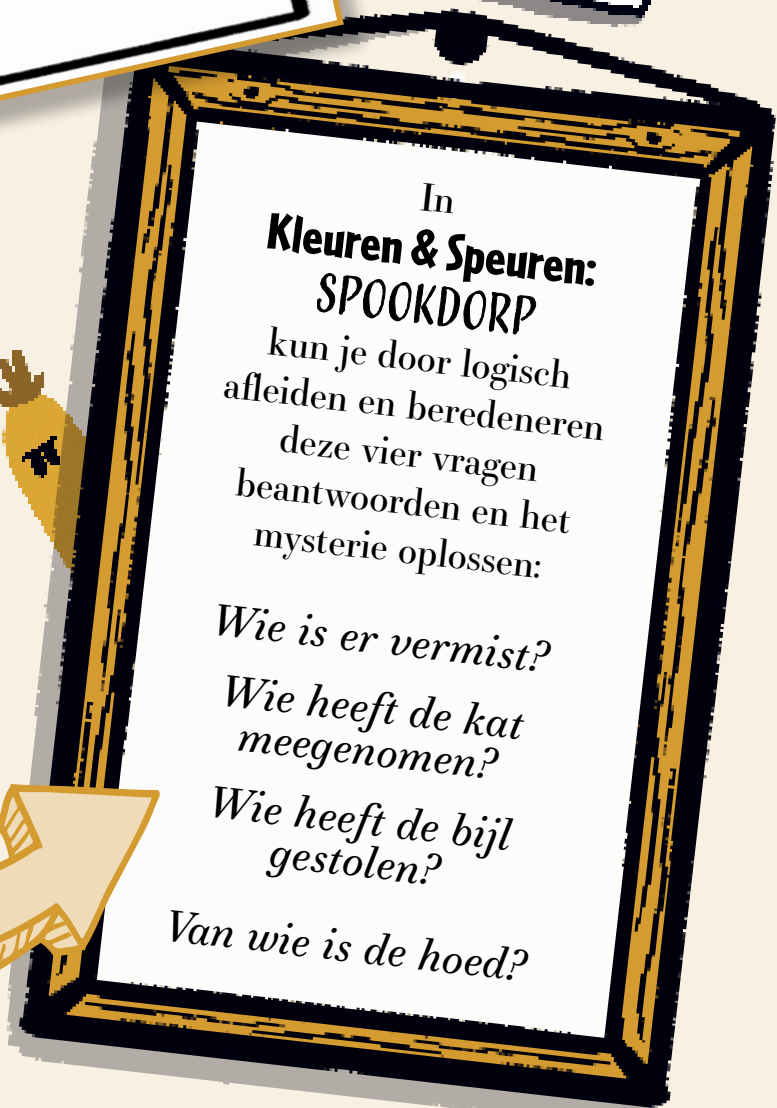 In
Kleuren & Speuren:
SPOOKDORP
kun je door logisch
afleiden en beredeneren
deze vier vragen
beantwoorden en het
mysterie oplossen:
Wie is er vermist?
Wie heeft de kat
meegenomen?
Wie heeft de bijl
gestolen?
Van wie is de hoed?